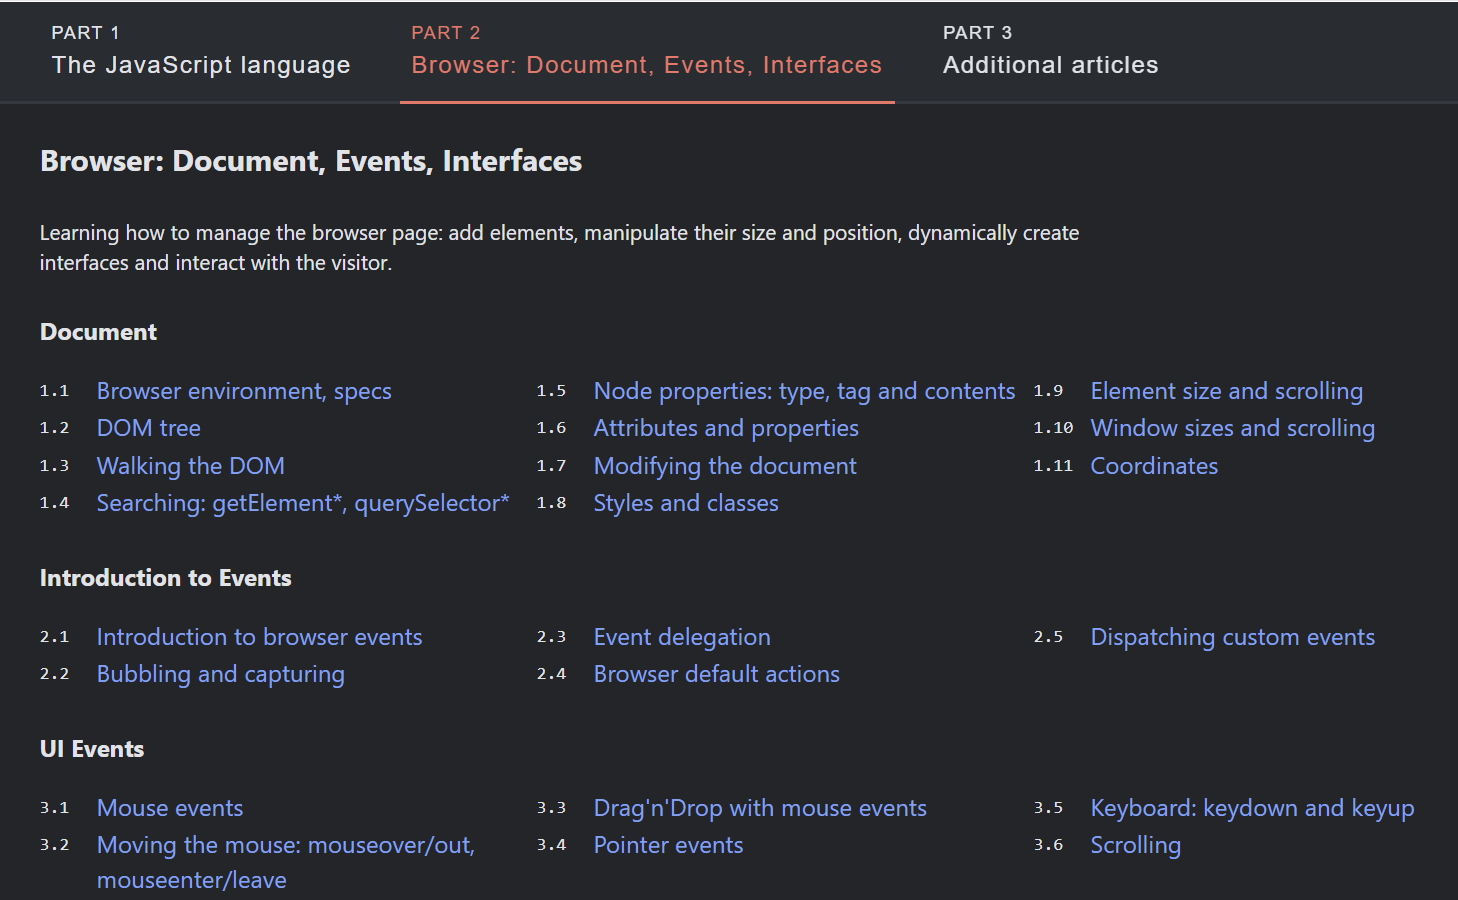 PART 1
The JavaScript language
PART 2
Browser: Document, Events, Interfaces
PART 3
Additional articles
Browser: Document, Events, Interfaces
Learning how to manage the browser page: add elements, manipulate their size and position, dynamically create
interfaces and interact with the visitor.
Document
1.1 Browser environment, specs
1.2 DOM tree
1.3 Walking the DOM
1.4 Searching: getElement*, querySelector*
1.5 Node properties: type, tag and contents
1.6 Attributes and properties
1.7 Modifying the document
1.8 Styles and classes
1.9 Element size and scrolling
1.10 Window sizes and scrolling
1.11 Coordinates
Introduction to Events
2.1 Introduction to browser events
2.2 Bubbling and capturing
2.3 Event delegation
2.4 Browser default actions
2.5 Dispatching custom events
UI Events
3.1 Mouse events
3.2 Moving the mouse: mouseover/out,
mouseenter/leave
3.3 Drag'n'Drop with mouse events
3.4 Pointer events
3.5 Keyboard: keydown and keyup
3.6 Scrolling